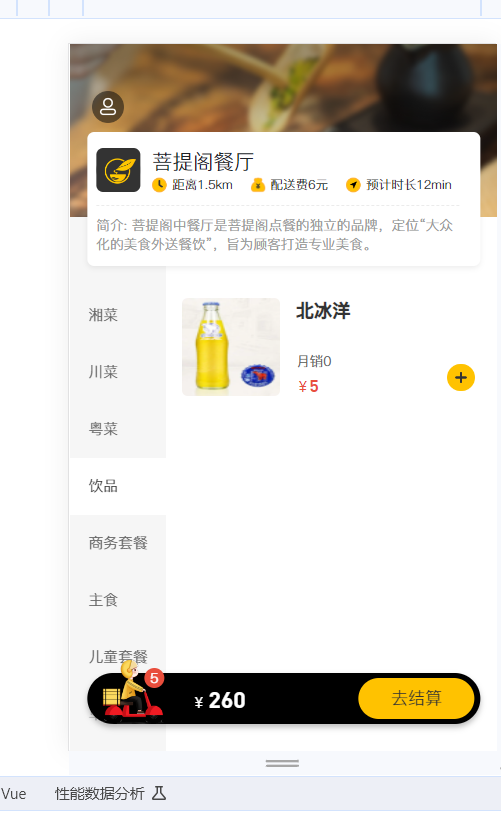 菩提阁餐厅
距离1.5km 配送费6元 预计时长12min
简介: 菩提阁中餐厅是菩提阁点餐的独立的品牌，定位“大众
化的美食外送餐饮”，旨为顾客打造专业美食。
湘菜
川菜
粤菜
饮品
商务套餐
主食
儿童套餐
北冰洋
月销0
￥5
5
￥ 260
去结算
Vue 性能数据分析